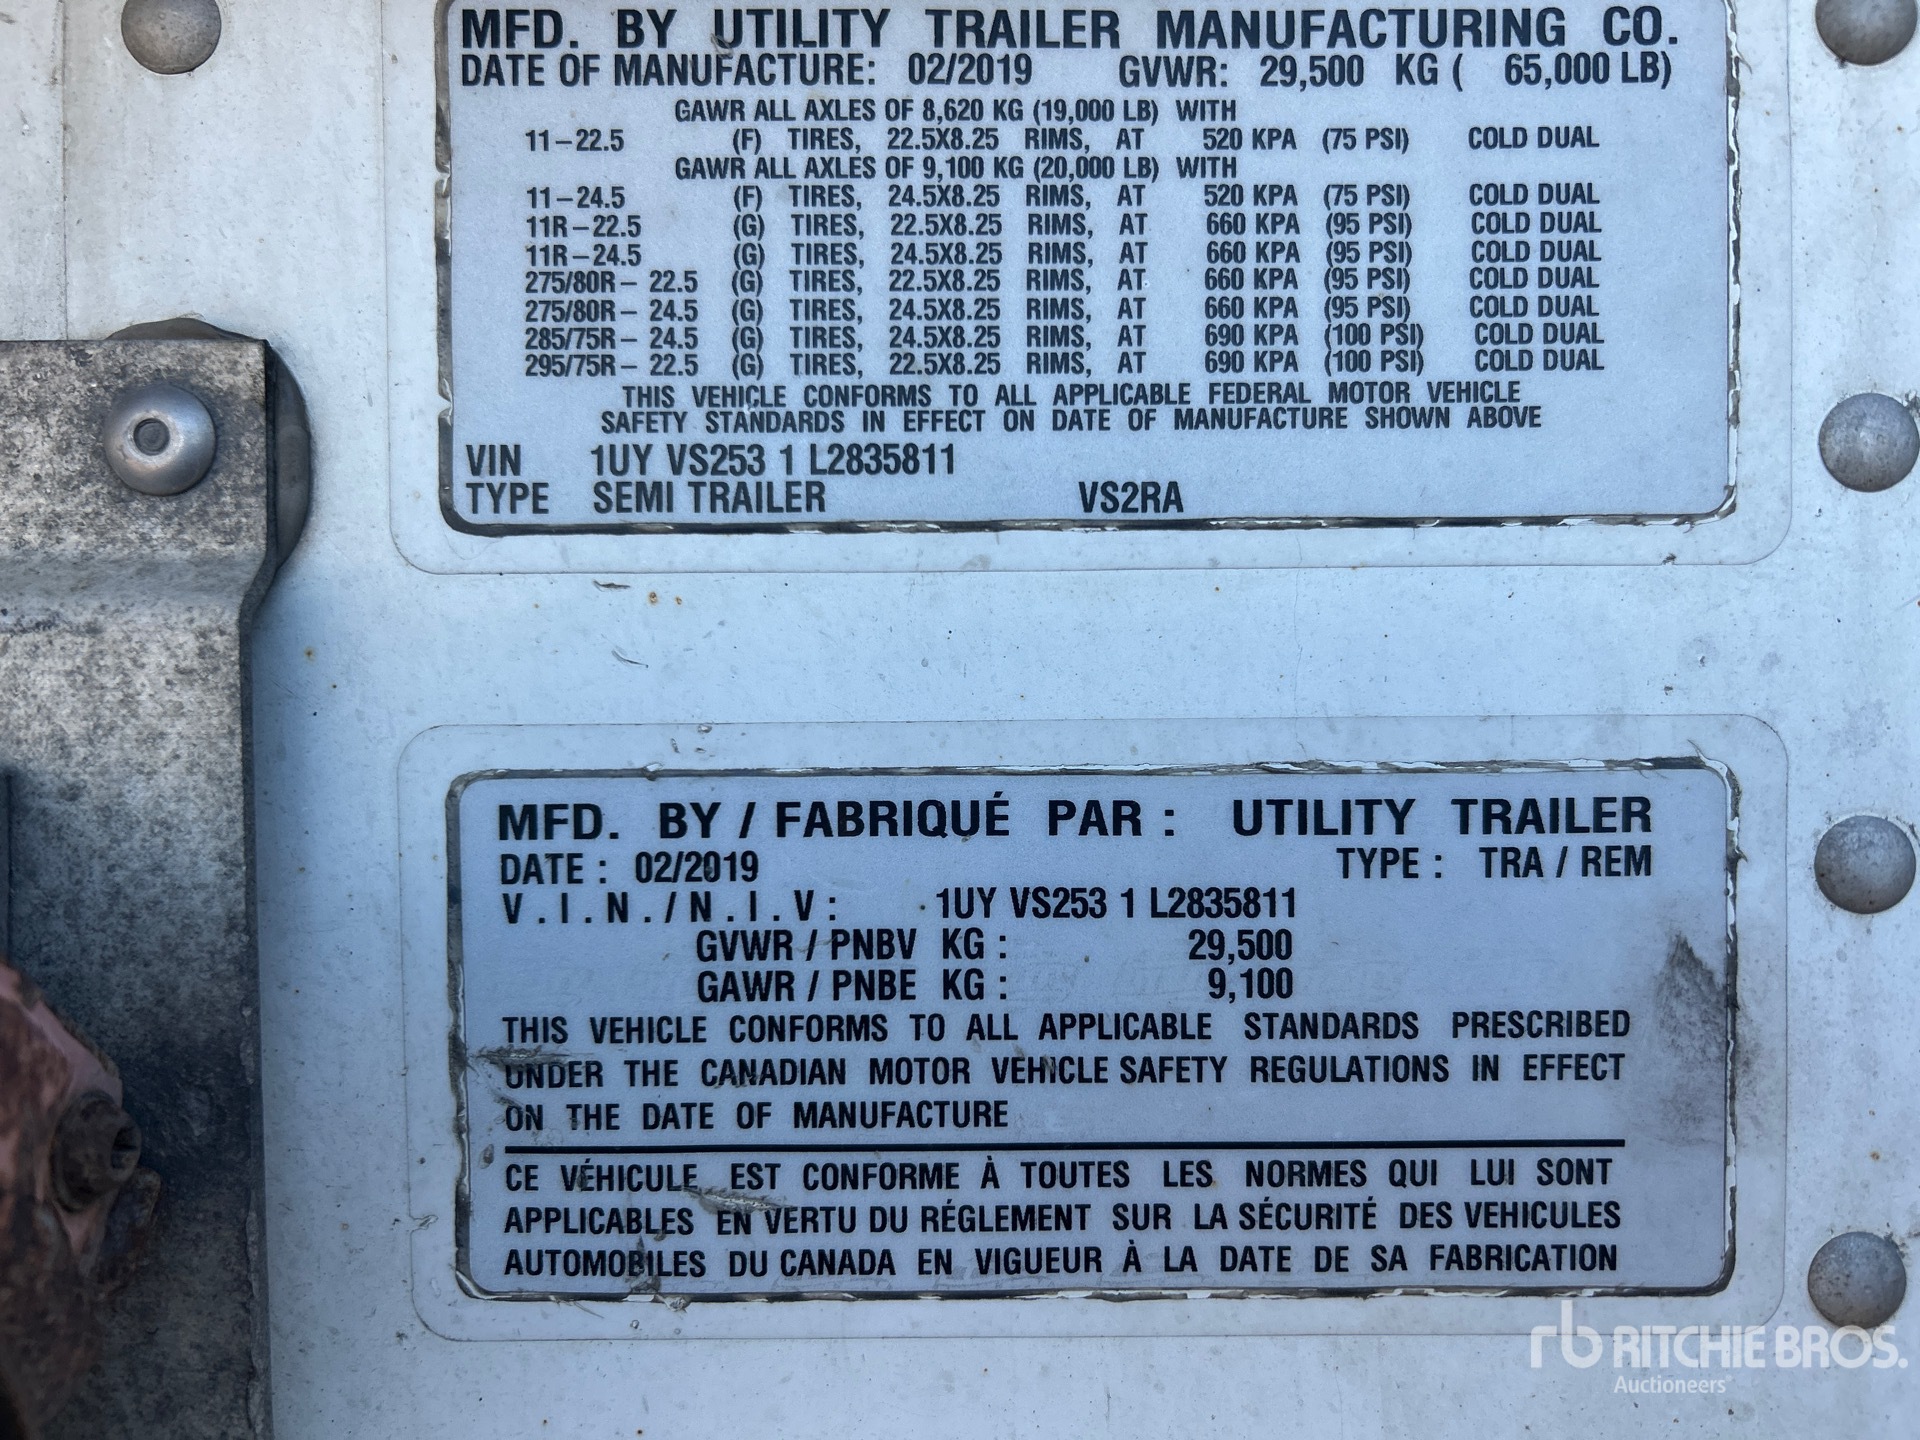 MFD. BY UTILITY TRAILER MANUFACTURING CO.
DATE OF MANUFACTURE: 02/2019 GVWR: 29,500 KG ( 65,000 LB)
GAWR ALL AXLES OF 8,620 KG (19,000 LB) WITH
11-22.5 (F) TIRES, 22.5X8.25 RIMS, AT 520 KPA (75 PSI) COLD DUAL
GAWR ALL AXLES OF 9,100 KG (20,000 LB) WITH
11-24.5 (F) TIRES, 24.5X8.25 RIMS, AT 520 KPA (75 PSI) COLD DUAL
11R-22.5 (G) TIRES, 22.5X8.25 RIMS, AT 660 KPA (95 PSI) COLD DUAL
11R-24.5 (G) TIRES, 24.5X8.25 RIMS, AT 660 KPA (95 PSI) COLD DUAL
275/80R- 22.5 (G) TIRES, 22.5X8.25 RIMS, AT 660 KPA (95 PSI) COLD DUAL
275/80R- 24.5 (G) TIRES, 24.5X8.25 RIMS, AT 660 KPA (95 PSI) COLD DUAL
285/75R- 24.5 (G) TIRES, 24.5X8.25 RIMS, AT 690 KPA (100 PSI) COLD DUAL
295/75R- 22.5 (G) TIRES, 22.5X8.25 RIMS, AT 690 KPA (100 PSI) COLD DUAL
THIS VEHICLE CONFORMS TO ALL APPLICABLE FEDERAL MOTOR VEHICLE
SAFETY STANDARDS IN EFFECT ON DATE OF MANUFACTURE SHOWN ABOVE
VIN 1UY VS253 1 L2835811
TYPE SEMI TRAILER VS2RA
MFD. BY / FABRIQUÉ PAR : UTILITY TRAILER
DATE : 02/2019 TYPE : TRA / REM
V.I.N./N.I.V: 1UY VS253 1 L2835811
GVWR / PNBV KG : 29,500
GAWR / PNBE KG : 9,100
THIS VEHICLE CONFORMS TO ALL APPLICABLE STANDARDS PRESCRIBED
UNDER THE CANADIAN MOTOR VEHICLE SAFETY REGULATIONS IN EFFECT
ON THE DATE OF MANUFACTURE
CE VÉHICULE EST CONFORME À TOUTES LES NORMES QUI LUI SONT
APPLICABLES EN VERTU DU RÉGLEMENT SUR LA SÉCURITÉ DES VEHICULES
AUTOMOBILES DU CANADA EN VIGUEUR À LA DATE DE SA FABRICATION
rb RITCHIE BROS.
Auctioneers